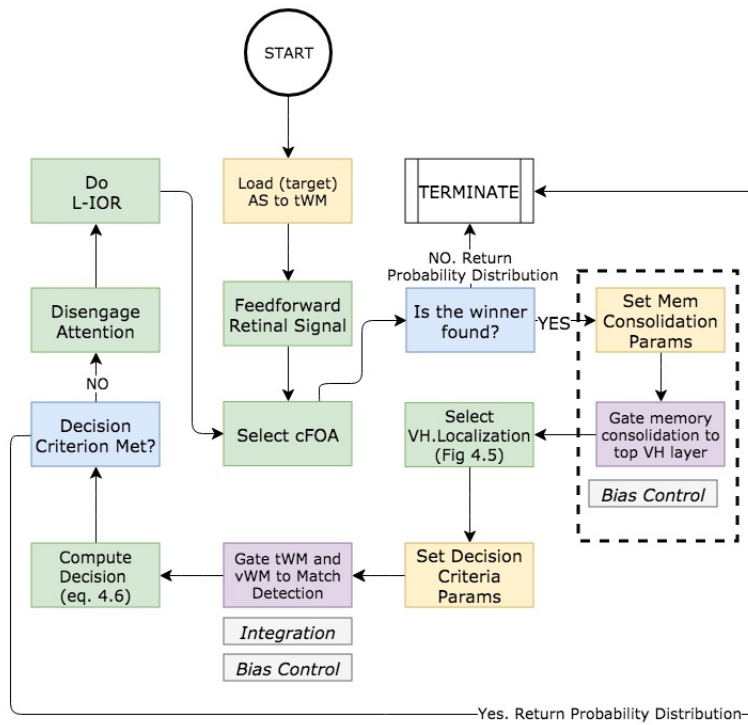 START
Do
L-IOR
Load (target)
AS to tWM
TERMINATE
NO. Return
Probability Distribution
Disengage
Attention
Feedforward
Retinal Signal
Is the winner
found?
YES
Set Mem
Consolidation
Params
NO
Decision
Criterion Met?
Select cFOA
Select
VH.Localization
(Fig 4.5)
Gate memory
consolidation to
top VH layer
Bias Control
Compute
Decision
(eq. 4.6)
Gate tWM and
vWM to Match
Detection
Set Decision
Criteria
Params
Integration
Bias Control
Yes. Return Probability Distribution